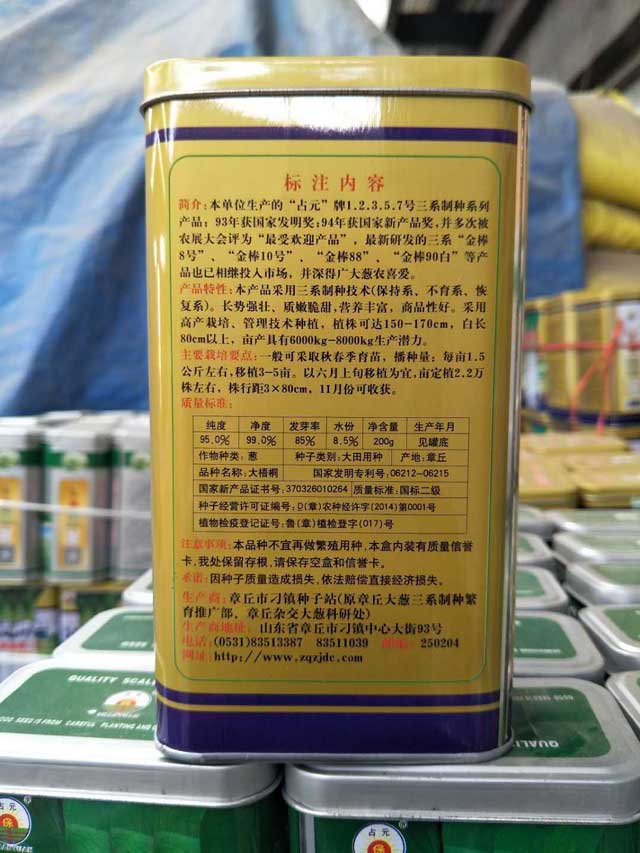 标注内容
简介:本单位生产的“占元”牌1.2.3.5.7号三系制种系列
产品;93年获国家发明奖;94年获国家新产品奖,并多次被
农展大会评为“最受欢迎产品”,最新研发的三系“金棒
8号”、“金棒10号”、“金棒88”、“金棒90白”等产
品也已相继投入市场,并深得广大葱农喜爱。
产品特性:本产品采用三系制种技术(保持系、不育系、恢
复系)。长势强壮、质嫩脆甜,营养丰富,商品性好。采用
高产栽培、管理技术种植,植株可达150-170cm,白长
80cm以上,亩产具有6000kg-8000kg生产潜力。
主要栽培要点:一般可采取秋春季育苗,播种量:每亩1.5
公斤左右,移植3-5亩。以六月上旬移植为宜,亩定植2.2万
株左右,株行距3×80cm,11月份可收获。
质量标准:
纯度 净度 发芽率 水份 净含量 生产年月
95.0% 99.0% 85% 8.5% 200g 见罐底
作物种类:葱 种子类别:大田用种 产地:章丘
品种名称:大梧桐 国家发明专利号:06212-06215
国家新产品证书号:370326010264 质量标准:国标二级
种子经营许可证编号:D(章)农种经许字(2014)第0001号
植物检疫登记证号:鲁(章)植检登字(017)号
注意事项:本品种不宜再做繁殖用种,本盒内装有质量信誉
卡,我处保留存根,请保存空盒和信誉卡。
承诺:因种子质量造成损失,依法赔偿直接经济损失。
生产商:章丘市刁镇种子站(原章丘大葱三系制种繁
育推广部、章丘杂交大葱科研处)
生产商地址:山东省章丘市刁镇中心大街93号
电话:(0531)83513387 83511039 邮编:250204
网址:http://www.zqzjdc.com
QUALITY SCALL
OOD SEED IS FROM CAREFUL PLANTING AND
QUAL
占元
保
占元
保